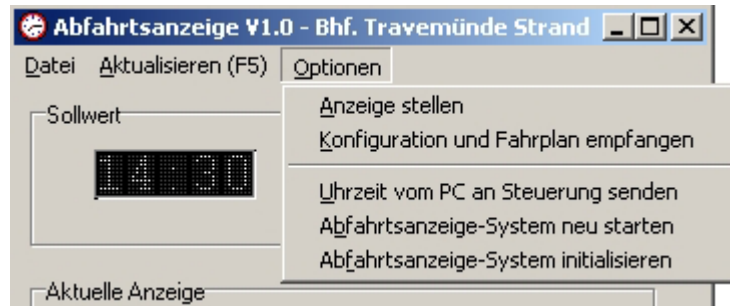 Abfahrtsanzeige V1.0 - Bhf. Travemünde Strand
Datei Aktualisieren (F5) Optionen
Sollwert
14:30
Anzeige stellen
Konfiguration und Fahrplan empfangen
Uhrzeit vom PC an Steuerung senden
Abfahrtsanzeige-System neu starten
Abfahrtsanzeige-System initialisieren
Aktuelle Anzeige